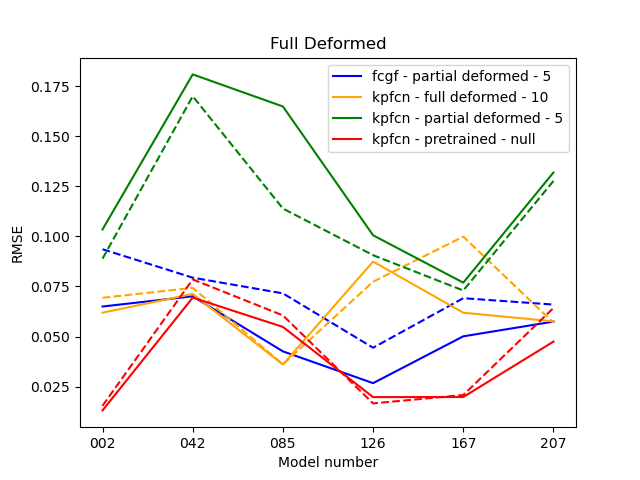 Full Deformed
fcgf - partial deformed - 5
kpfcn - full deformed - 10
kpfcn - partial deformed - 5
kpfcn - pretrained - null
RMSE
0.175
0.150
0.125
0.100
0.075
0.050
0.025
002 042 085 126 167 207
Model number